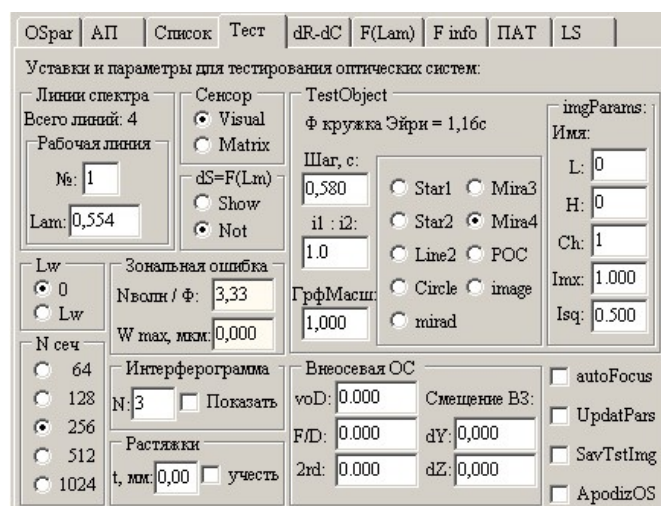 OSpar АП Список Тест dR-dC F(Lam) F info ПАТ LS
Уставки и параметры для тестирования оптических систем:
Линии спектра
Всего линий: 4
Рабочая линия
№: 1
Lam: 0,554
Сенсор
Visual
Matrix
dS=F(Lm)
Show
Not
TestObject
Ф кружка Эйри = 1,16с
Шаг, с:
0,580
i1 : i2:
1.0
ГрфМасш:
1,000
Star1 Mira3
Star2 Mira4
Line2 POC
Circle image
mirad
imgParams:
Имя:
L: 0
H: 0
Ch: 1
Imx: 1.000
Isq: 0.500
Lw
0
Lw
Зональная ошибка
Nволн / Ф: 3,33
W max, мкм: 0,000
N сеч
64
128
256
512
1024
Интерферограмма
N: 3 Показать
Растяжки
t, мм: 0,00 учесть
Внеосевая ОС
voD: 0.000 Смещение ВЗ:
F/D: 0.000 dY: 0,000
2rd: 0.000 dZ: 0,000
autoFocus
UpdatPars
SavTstImg
ApodizOS